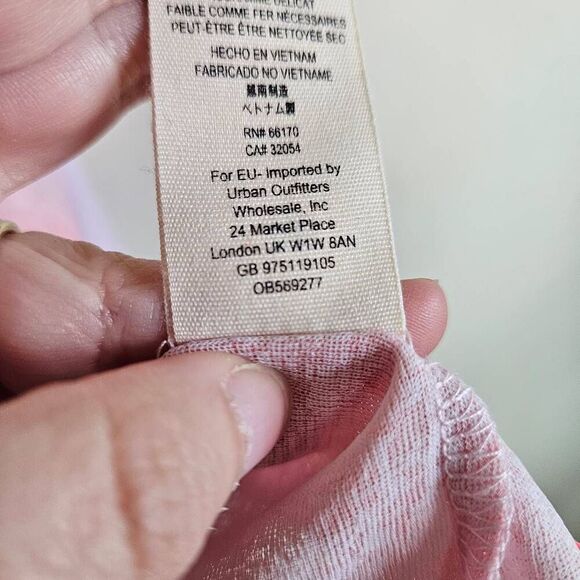 COMME DELICAT
FAIBLE COMME FER NÉCESSAIRES
PEUT-ÊTRE ÊTRE NETTOYÉE SEC
HECHO EN VIETNAM
FABRICADO NO VIETNAME
越南制造
ベトナム製
RN# 66170
CA# 32054
For EU- Imported by
Urban Outfitters
Wholesale, Inc
24 Market Place
London UK W1W 8AN
GB 975119105
OB569277